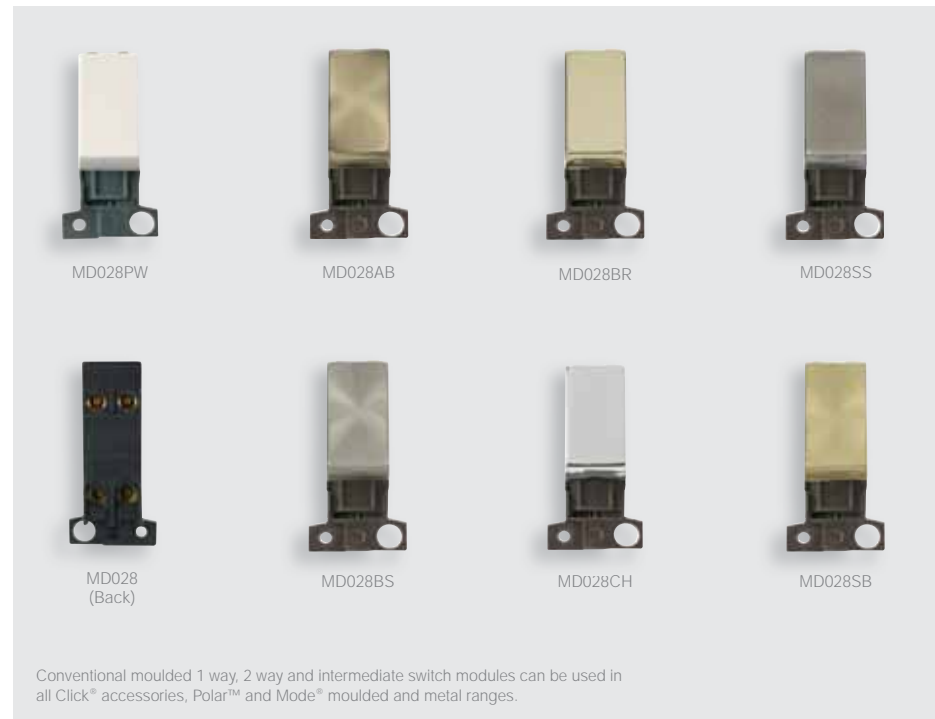 MD028PW
MD028AB
MD028BR
MD028SS
MD028
(Back)
MD028BS
MD028CH
MD028SB
Conventional moulded 1 way, 2 way and intermediate switch modules can be used in
all Click® accessories, Polar™ and Mode® moulded and metal ranges.